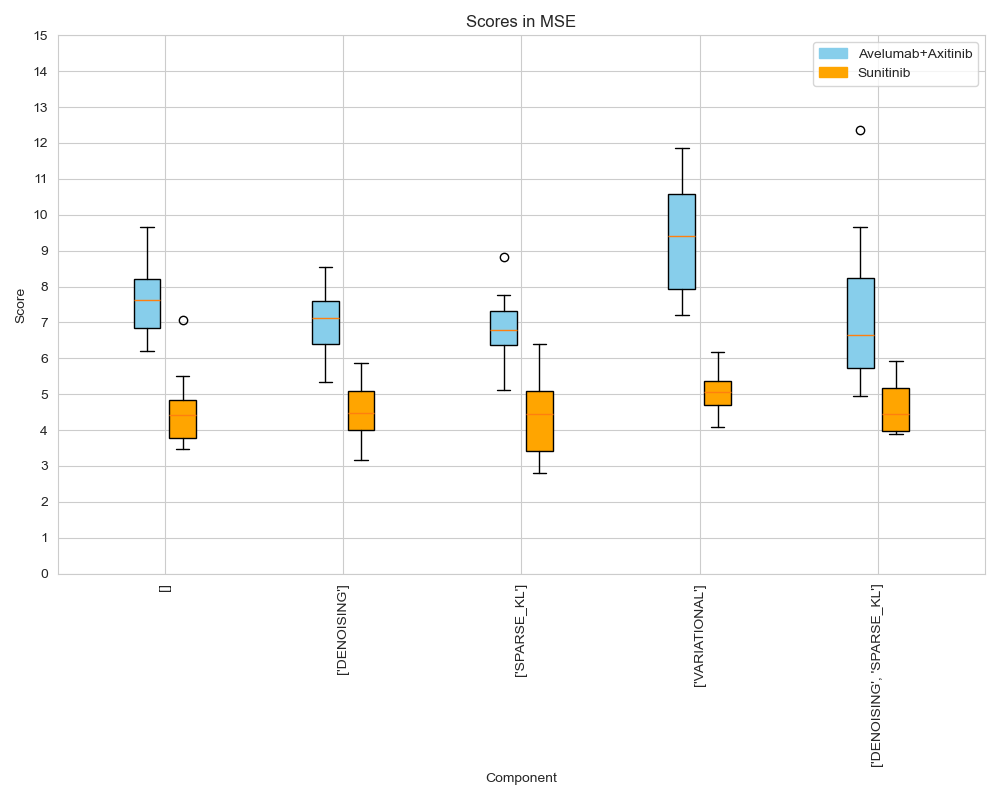 Scores in MSE
Avelumab+Axitinib
Sunitinib
15
14
13
12
11
10
9
8
7
6
5
4
3
2
1
0
Score
[]
['DENOISING']
['SPARSE_KL']
['VARIATIONAL']
['DENOISING', 'SPARSE_KL']
Component